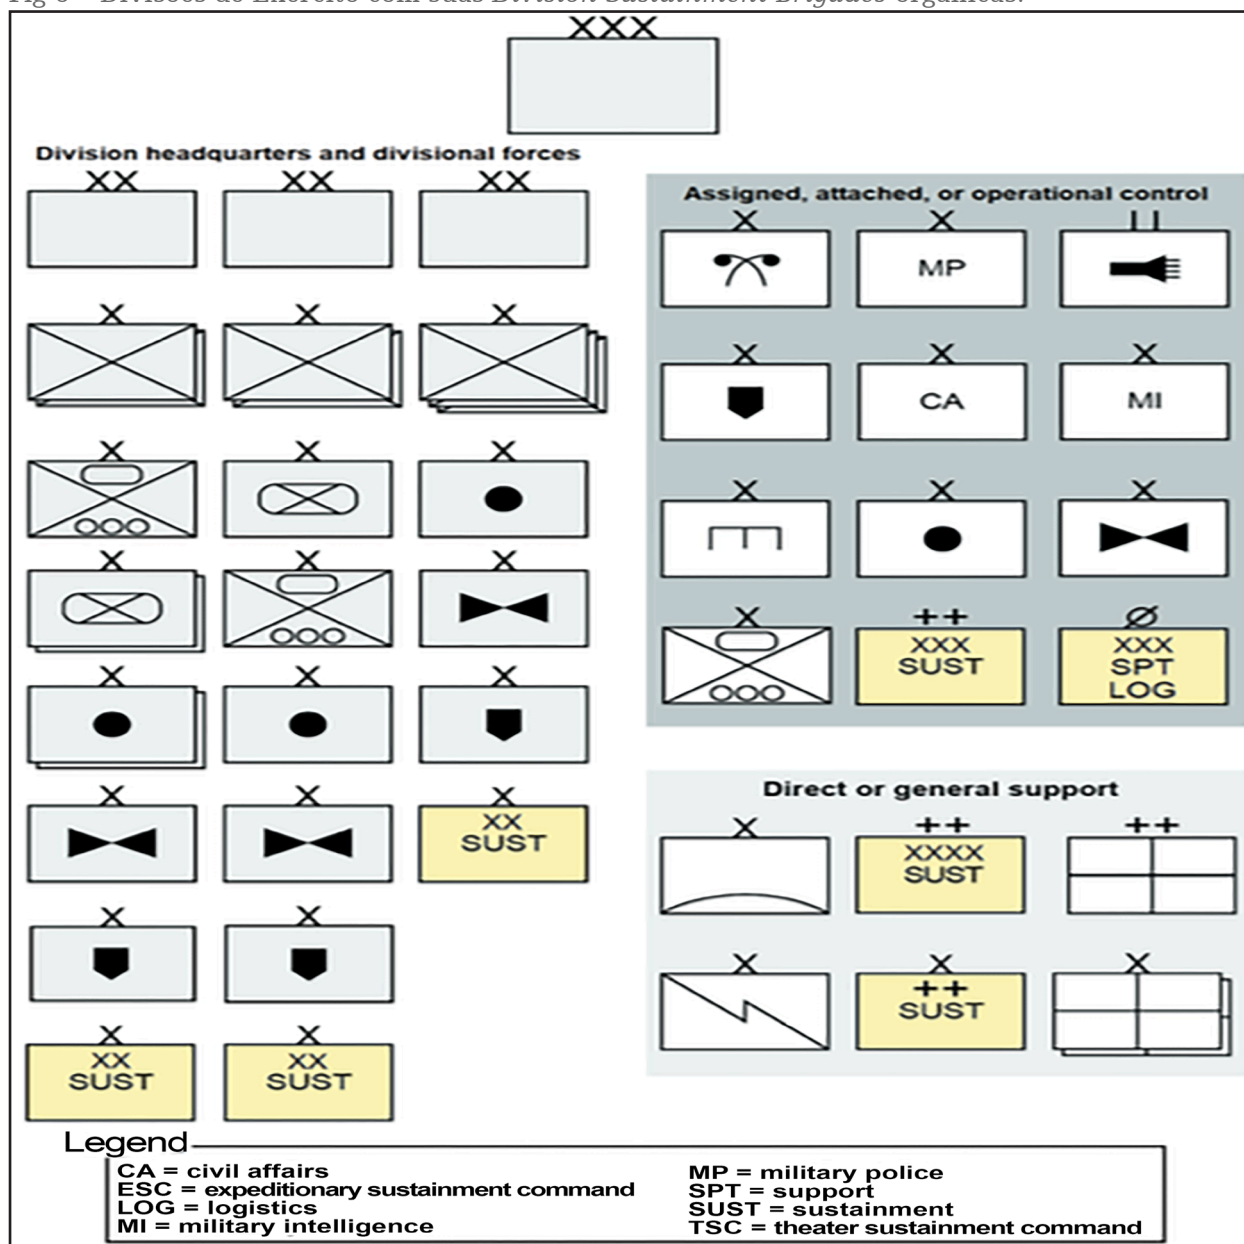 XXX
Division headquarters and divisional forces
XX XX XX
X X X
X X X
X X X
X X X
X X X
XX
SUST
X X
X X
XX XX
SUST SUST
Assigned, attached, or operational control
X X II
MP
X X X
CA MI
X X X
X ++ Ø
XXX XXX
SUST SPT
LOG
Direct or general support
X ++ ++
XXXX
SUST
X X X
++
SUST
Legend
CA = civil affairs
ESC = expeditionary sustainment command
LOG = logistics
MI = military intelligence
MP = military police
SPT = support
SUST = sustainment
TSC = theater sustainment command